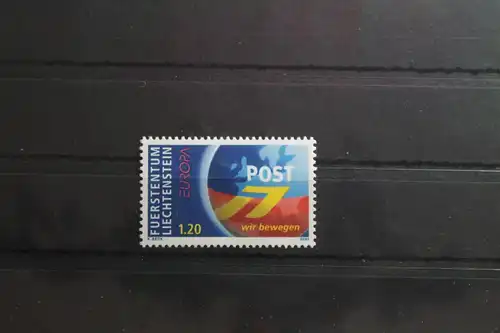 FUERSTENTUM
LIECHTENSTEIN
EUROPA
1.20
POST
wir bewegen